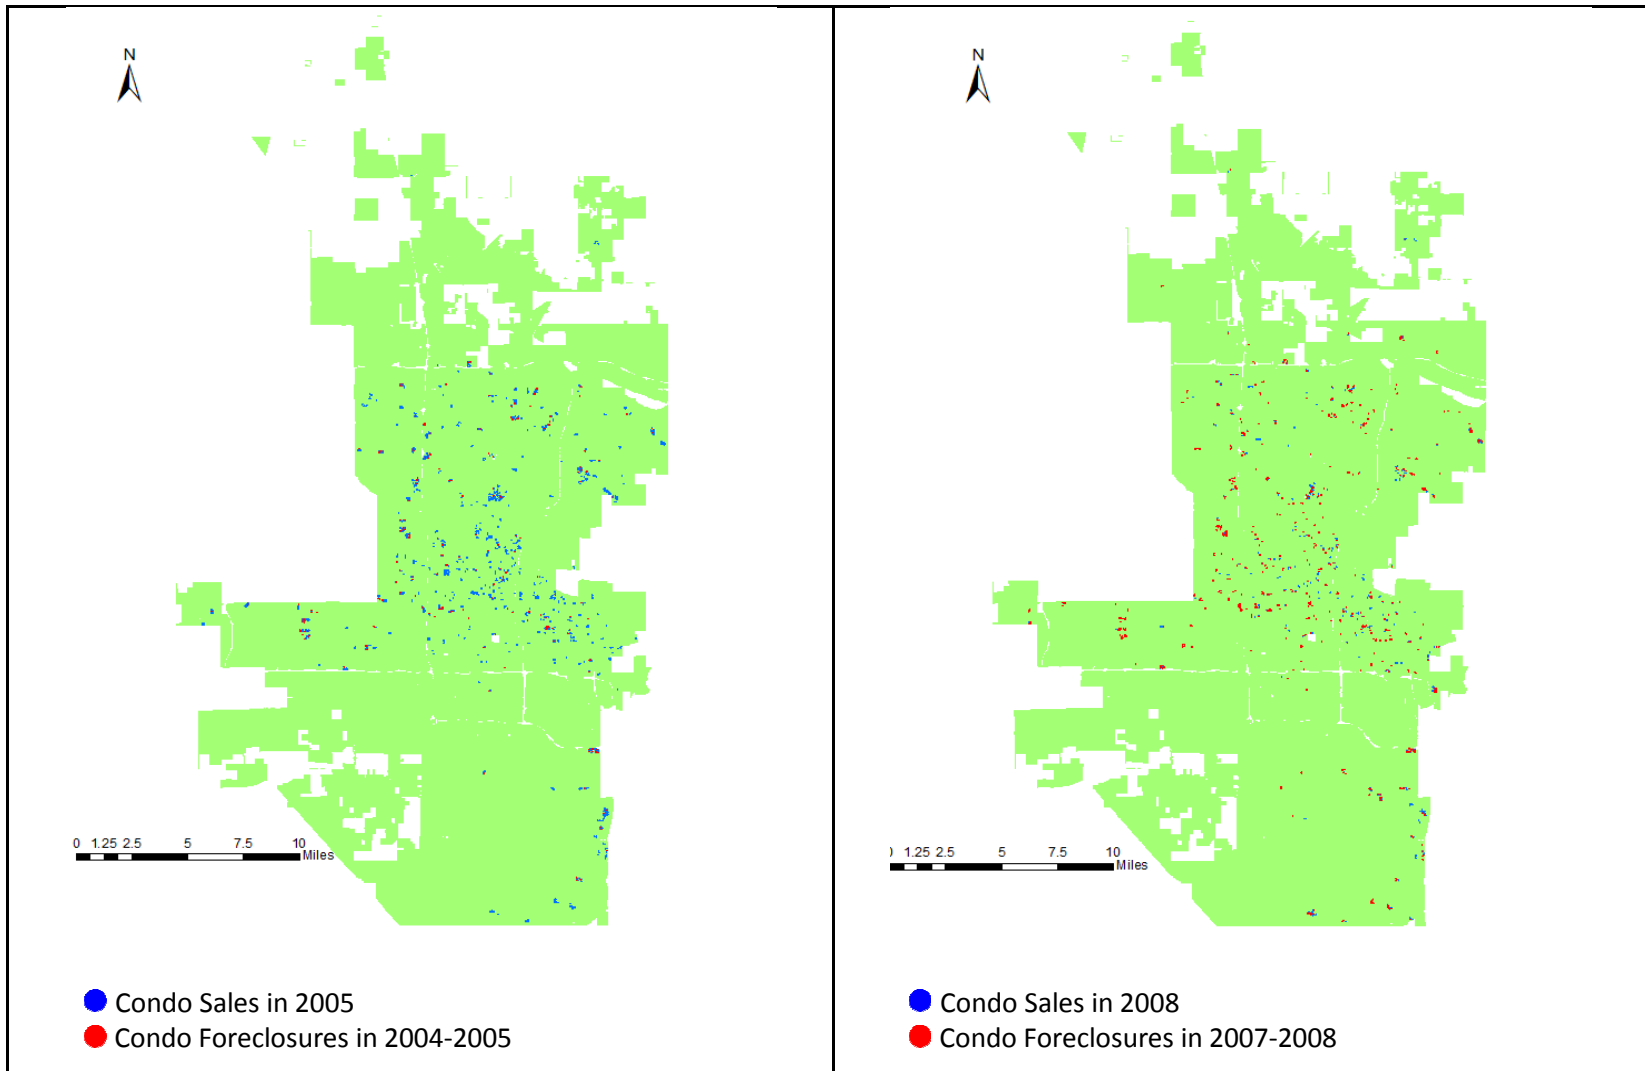 N
0 1.25 2.5 5 7.5 10
Miles
Condo Sales in 2005
Condo Foreclosures in 2004-2005
N
0 1.25 2.5 5 7.5 10
Miles
Condo Sales in 2008
Condo Foreclosures in 2007-2008